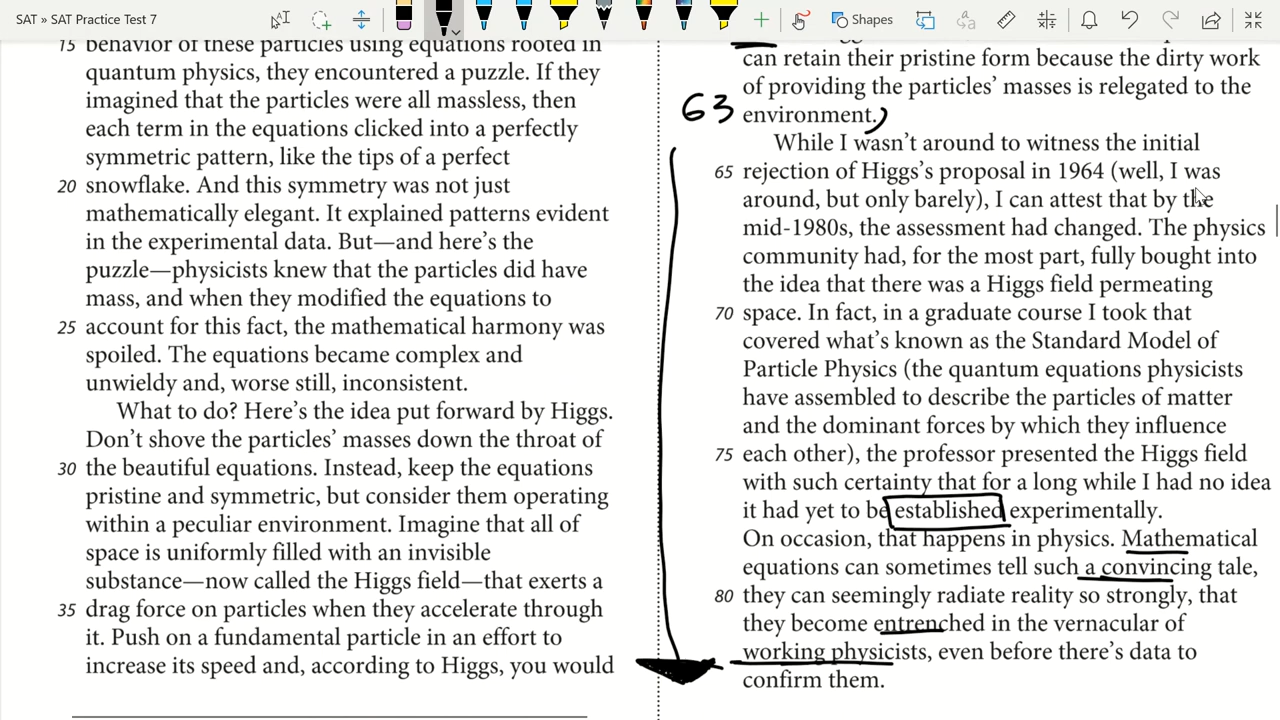 SAT » SAT Practice Test 7
Shapes
15 behavior of these particles using equations rooted in
quantum physics, they encountered a puzzle. If they
imagined that the particles were all massless, then
each term in the equations clicked into a perfectly
symmetric pattern, like the tips of a perfect
20 snowflake. And this symmetry was not just
mathematically elegant. It explained patterns evident
in the experimental data. But—and here’s the
puzzle—physicists knew that the particles did have
mass, and when they modified the equations to
25 account for this fact, the mathematical harmony was
spoiled. The equations became complex and
unwieldy and, worse still, inconsistent.
What to do? Here’s the idea put forward by Higgs.
Don’t shove the particles’ masses down the throat of
30 the beautiful equations. Instead, keep the equations
pristine and symmetric, but consider them operating
within a peculiar environment. Imagine that all of
space is uniformly filled with an invisible
substance—now called the Higgs field—that exerts a
35 drag force on particles when they accelerate through
it. Push on a fundamental particle in an effort to
increase its speed and, according to Higgs, you would
can retain their pristine form because the dirty work
of providing the particles’ masses is relegated to the
63 environment.
While I wasn’t around to witness the initial
65 rejection of Higgs’s proposal in 1964 (well, I was
around, but only barely), I can attest that by the
mid-1980s, the assessment had changed. The physics
community had, for the most part, fully bought into
the idea that there was a Higgs field permeating
70 space. In fact, in a graduate course I took that
covered what’s known as the Standard Model of
Particle Physics (the quantum equations physicists
have assembled to describe the particles of matter
and the dominant forces by which they influence
75 each other), the professor presented the Higgs field
with such certainty that for a long while I had no idea
it had yet to be established experimentally.
On occasion, that happens in physics. Mathematical
equations can sometimes tell such a convincing tale,
80 they can seemingly radiate reality so strongly, that
they become entrenched in the vernacular of
working physicists, even before there’s data to
confirm them.